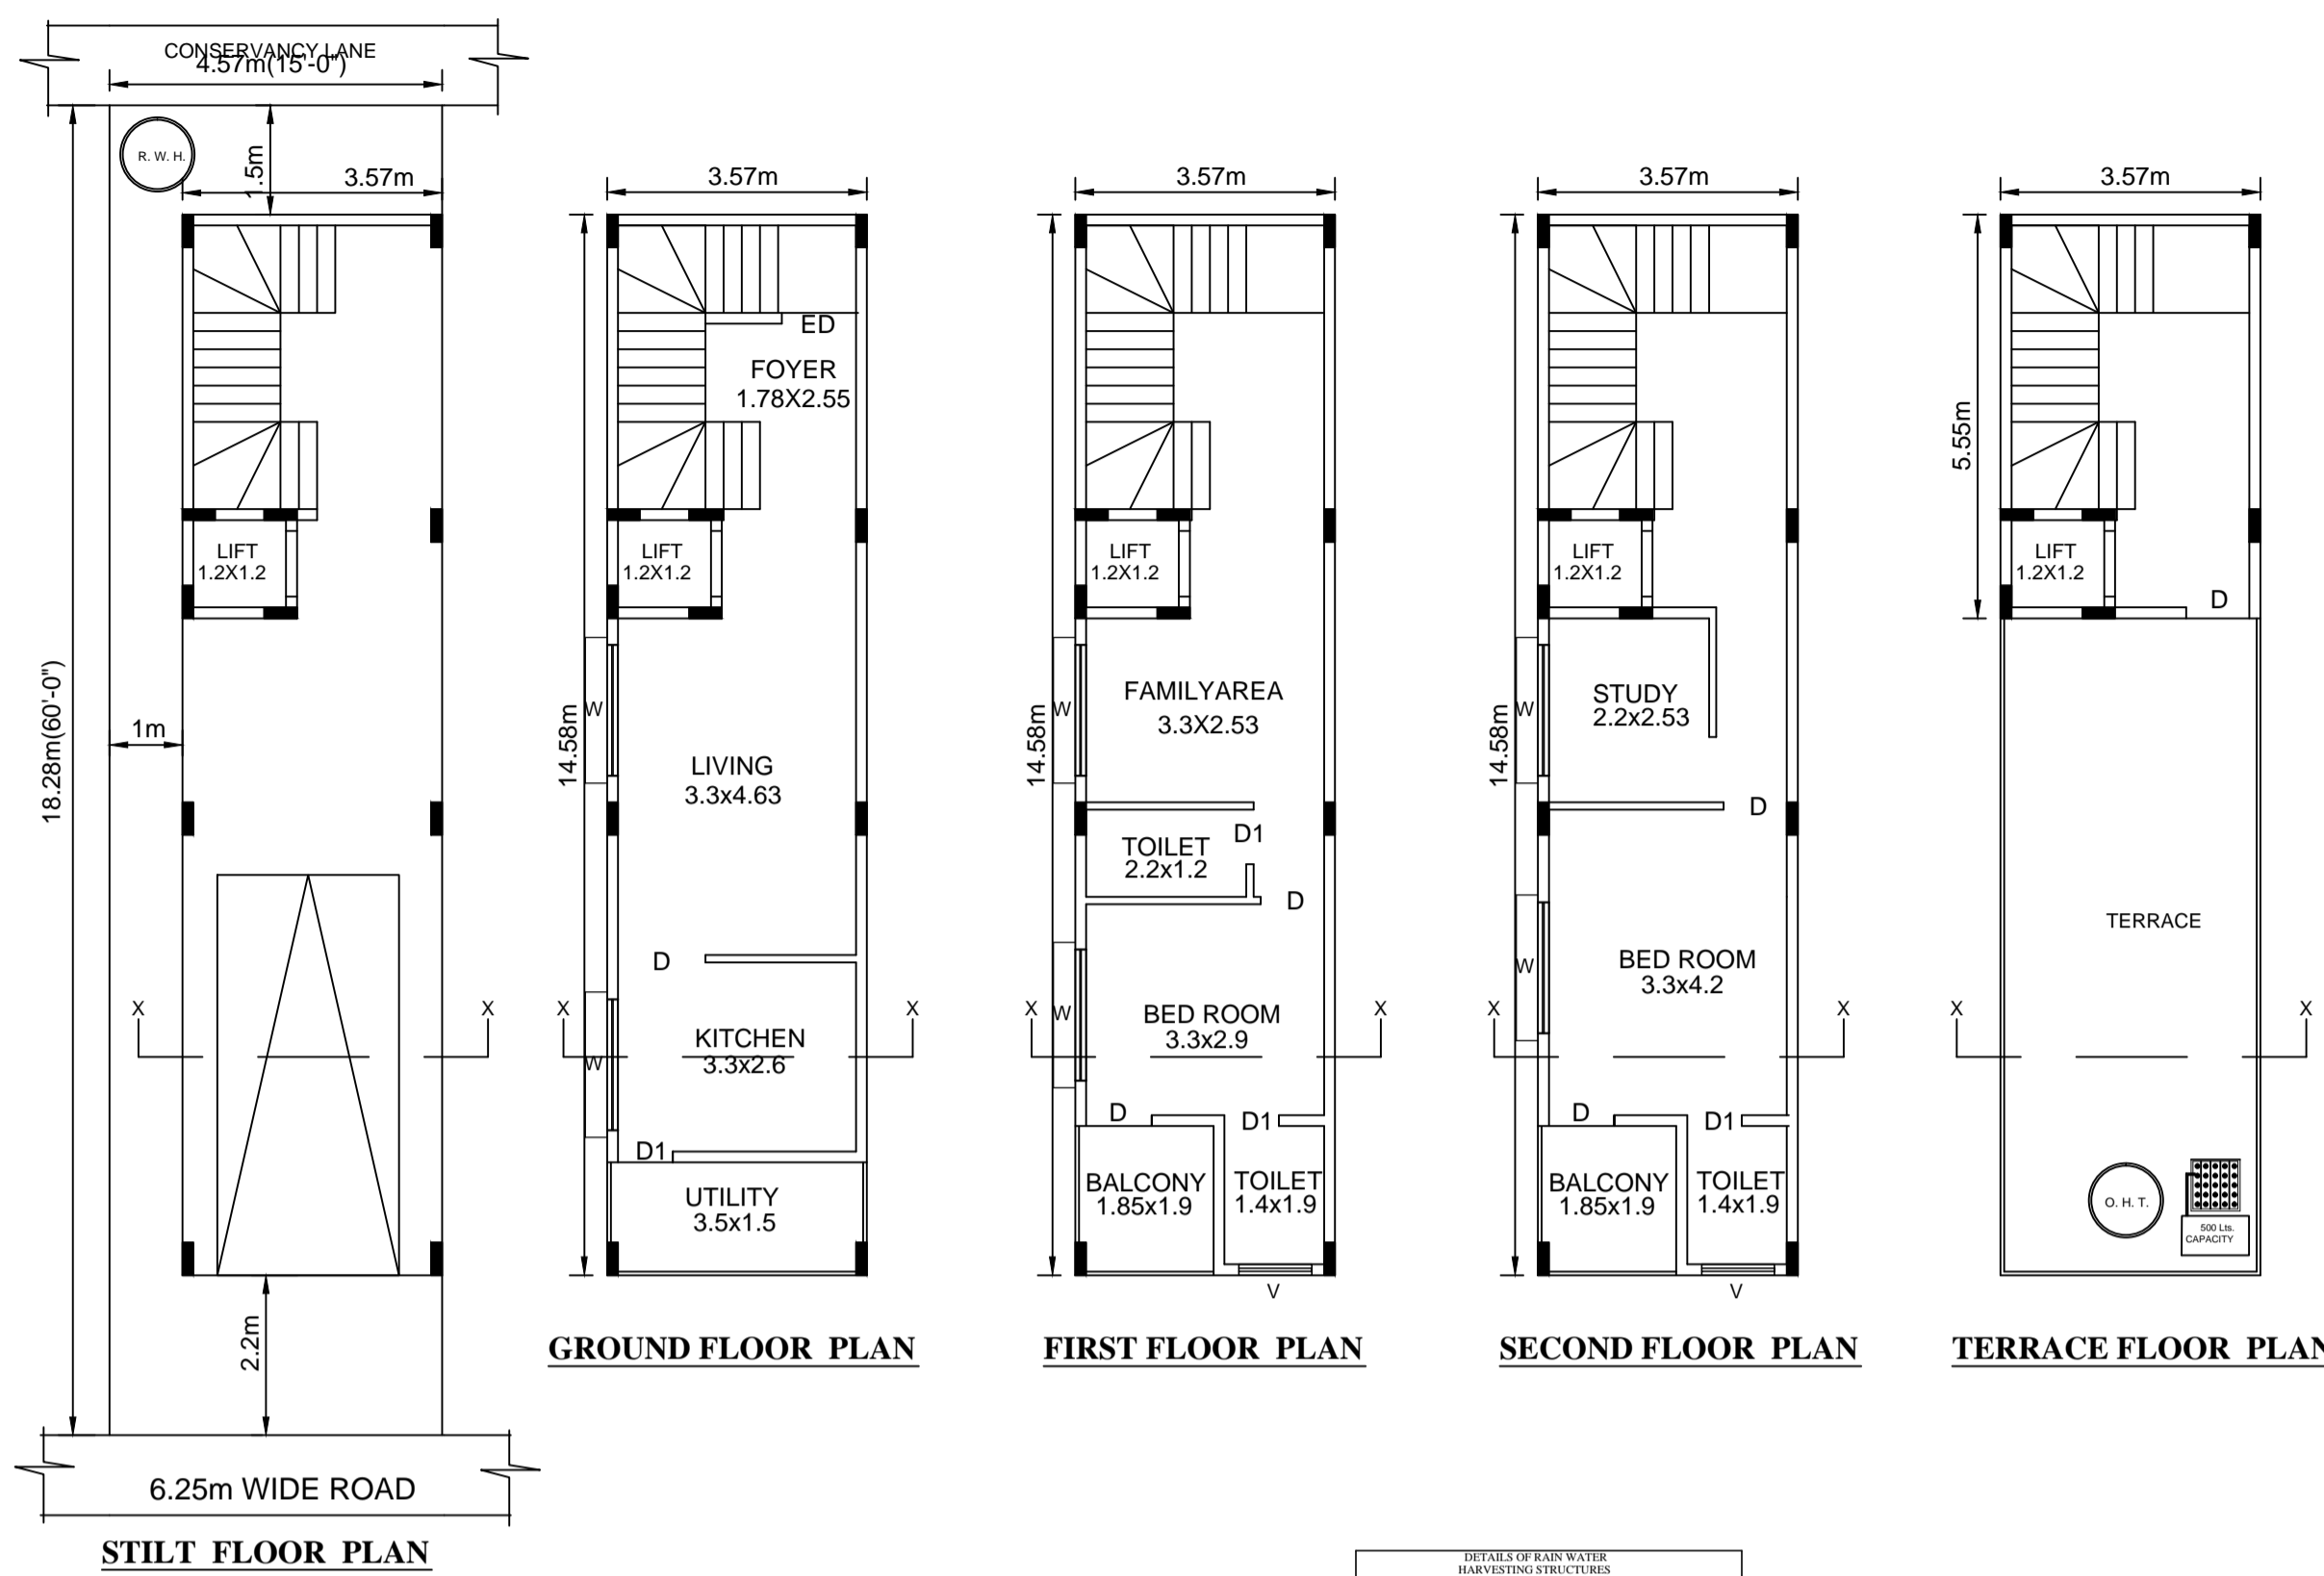 CONSERVANCY LANE
4.57m(15'-0")
R. W. H.
1.5m
3.57m
LIFT
1.2X1.2
18.28m(60'-0")
1m
X
X
2.2m
6.25m WIDE ROAD
STILT FLOOR PLAN
3.57m
ED
FOYER
1.78X2.55
LIFT
1.2X1.2
W
14.58m
LIVING
3.3x4.63
D
X
X
KITCHEN
3.3x2.6
W
D1
UTILITY
3.5x1.5
GROUND FLOOR PLAN
3.57m
LIFT
1.2X1.2
FAMILYAREA
3.3X2.53
W
14.58m
D1
TOILET
2.2x1.2
D
X
W
X
BED ROOM
3.3x2.9
D
D1
BALCONY
1.85x1.9
TOILET
1.4x1.9
V
FIRST FLOOR PLAN
3.57m
LIFT
1.2X1.2
STUDY
2.2x2.53
W
14.58m
D
BED ROOM
3.3x4.2
W
X
X
D
D1
BALCONY
1.85x1.9
TOILET
1.4x1.9
V
SECOND FLOOR PLAN
3.57m
5.55m
LIFT
1.2X1.2
D
TERRACE
X
X
O. H. T.
500 Lts.
CAPACITY
TERRACE FLOOR PLAN
DETAILS OF RAIN WATER
HARVESTING STRUCTURES